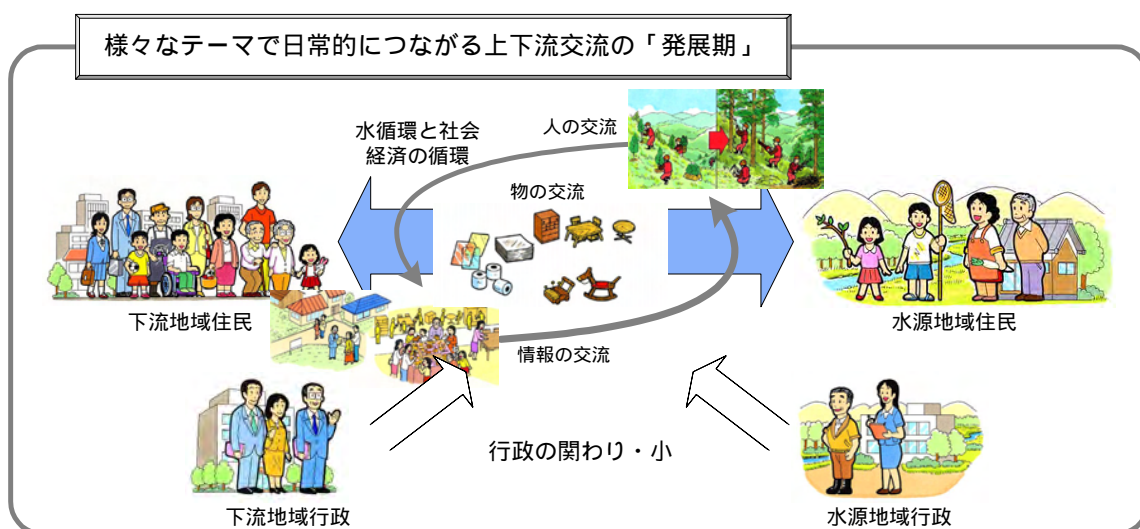 様々なテーマで日常的につながる上下流交流の「発展期」
水循環と社会
経済の循環
人の交流
物の交流
下流地域住民
水源地域住民
情報の交流
行政の関わり・小
下流地域行政
水源地域行政